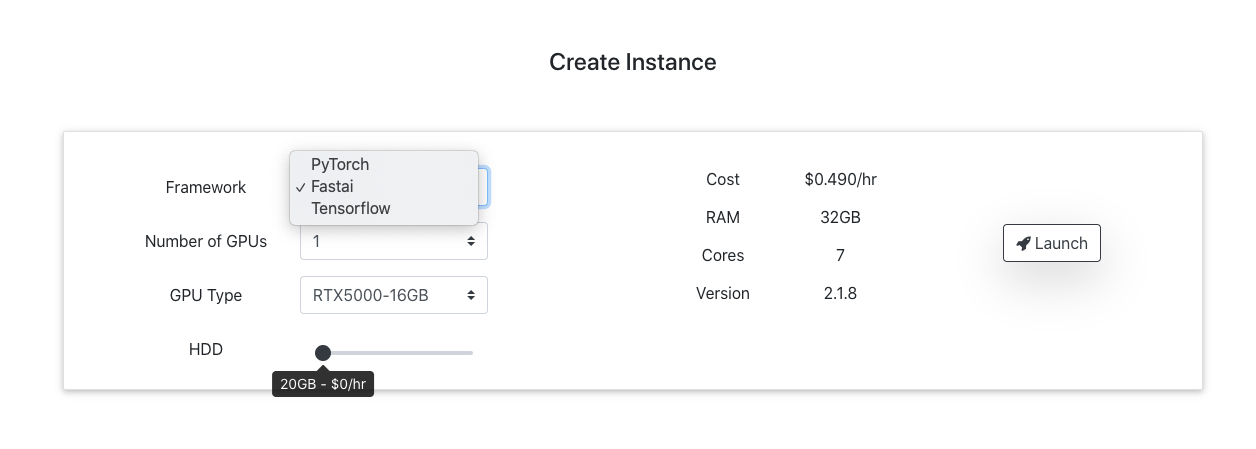 Create Instance
Framework
PyTorch
✓ Fastai
Tensorflow
Number of GPUs
1
GPU Type
RTX5000-16GB
HDD
20GB - $0/hr
Cost $0.490/hr
RAM 32GB
Cores 7
Version 2.1.8
Launch